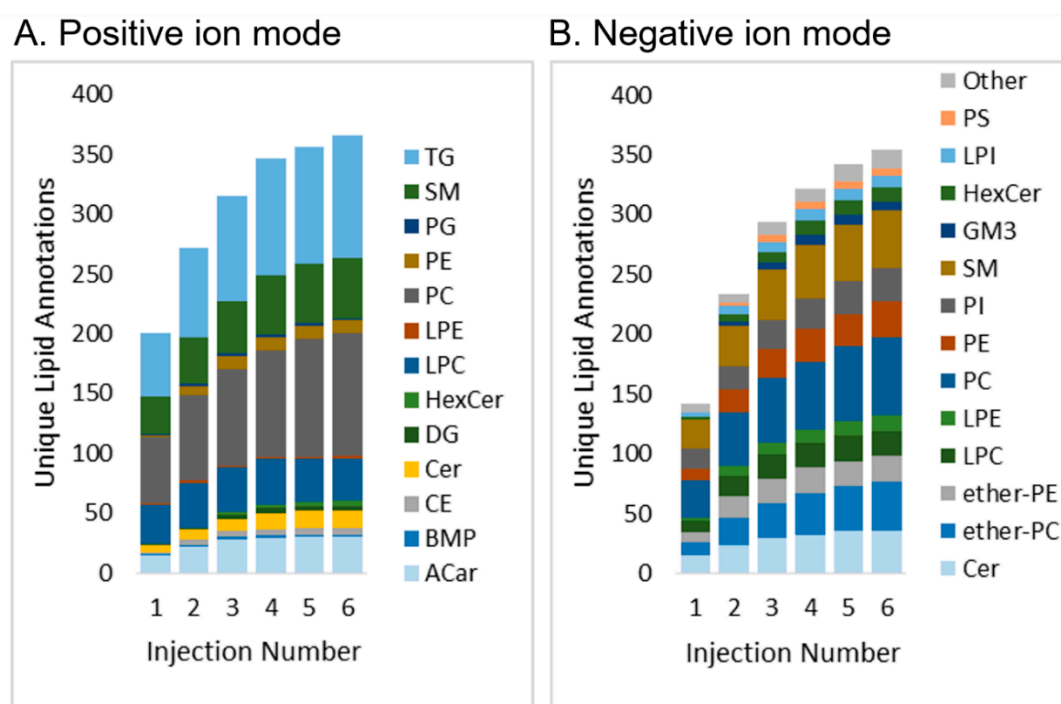 A. Positive ion mode
Unique Lipid Annotations
400
350
300
250
200
150
100
50
0
1 2 3 4 5 6
Injection Number
TG
SM
PG
PE
PC
LPE
LPC
HexCer
DG
Cer
CE
BMP
ACar
B. Negative ion mode
Unique Lipid Annotations
400
350
300
250
200
150
100
50
0
1 2 3 4 5 6
Injection Number
Other
PS
LPI
HexCer
GM3
SM
PI
PE
PC
LPE
LPC
ether-PE
ether-PC
Cer